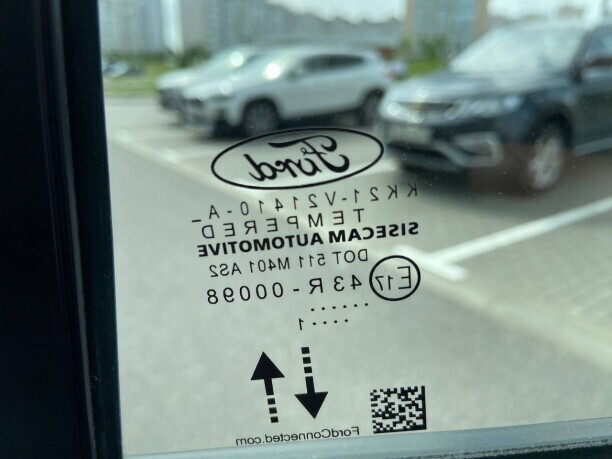 Ford
KK21-V21410-A-
TEMPERED
SISECAM AUTOMOTIVE
DOT 511 M401 AS2
E17 43R-00098
.......
....1
FordConnected.com